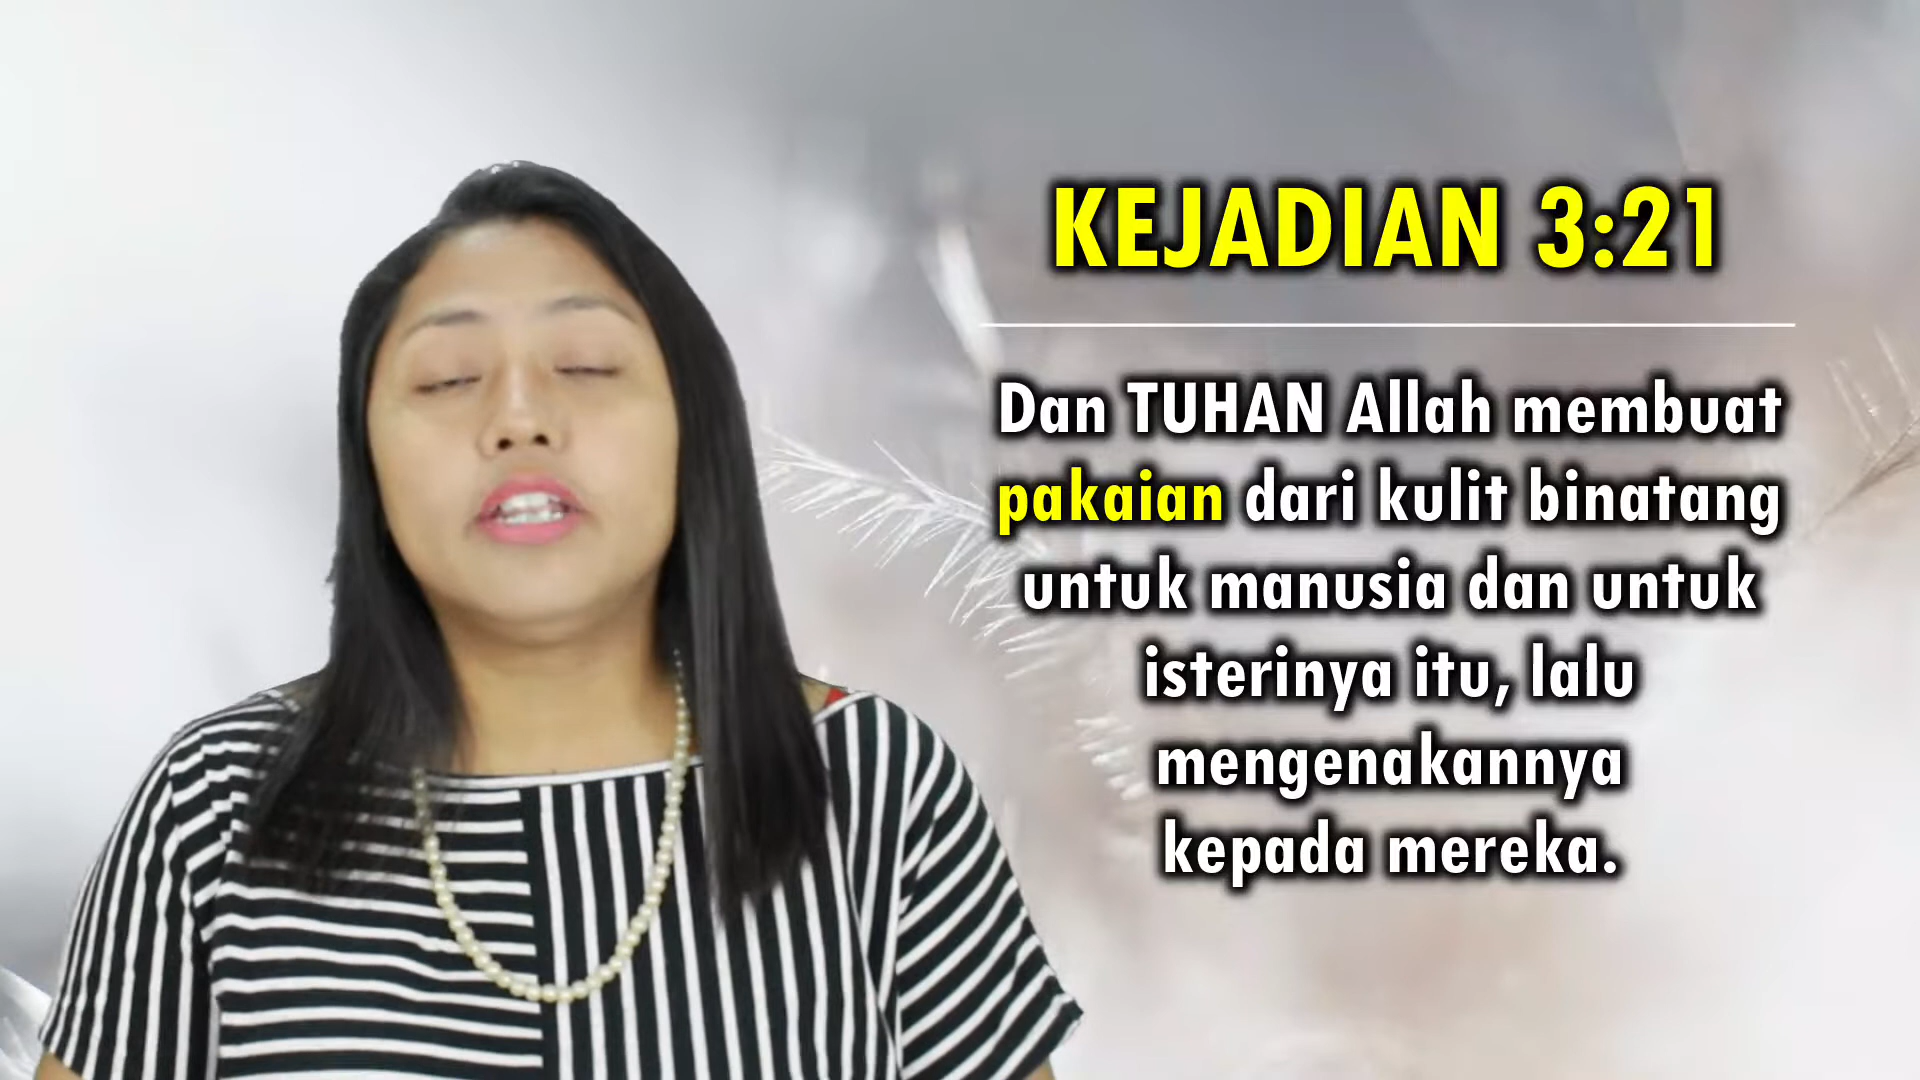 KEJADIAN 3:21
Dan TUHAN Allah membuat
pakaian dari kulit binatang
untuk manusia dan untuk
isterinya itu, lalu
mengenakannya
kepada mereka.